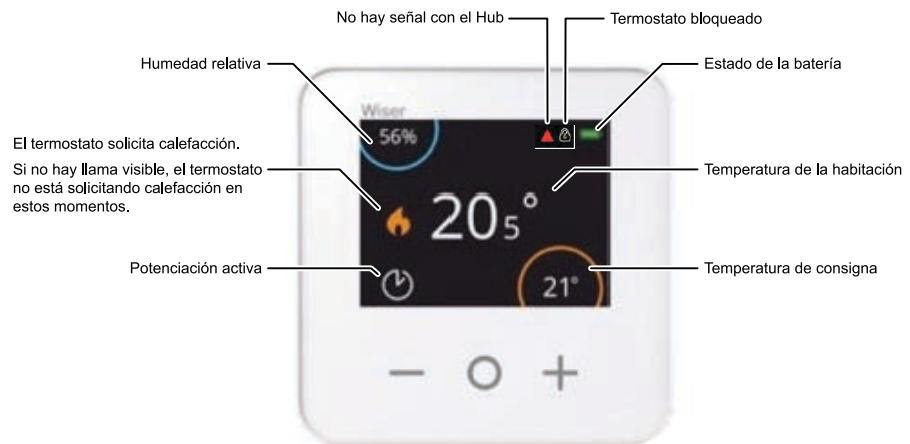 No hay señal con el Hub
Termostato bloqueado
Humedad relativa
Estado de la batería
Wiser
56%
El termostato solicita calefacción.
Si no hay llama visible, el termostato
no está solicitando calefacción en
estos momentos.
Temperatura de la habitación
20₅°
Potenciación activa
Temperatura de consigna
21°